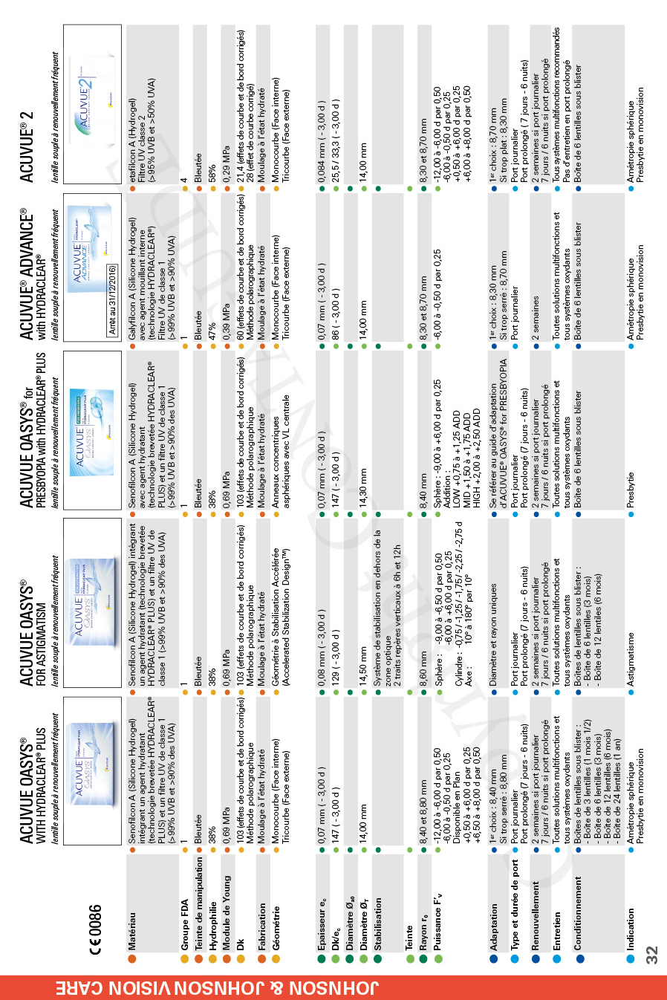 JOHNSON & JOHNSON VISION CARE
CE 0086
Matériau
Groupe FDA
Teinte de manipulation
Hydrophilie
Module de Young
Dk
Fabrication
Géométrie
Epaisseur ec
Dk/ec
Diamètre Øa0
Diamètre ØT
Stabilisation
Teinte
Rayon r0
Puissance F'v
Adaptation
Type et durée de port
Renouvellement
Entretien
Conditionnement
Indication
ACUVUE OASYS®
WITH HYDRACLEAR® PLUS
lentille souple à renouvellement fréquent
ACUVUE
OASYS
Senofilcon A (Silicone Hydrogel)
intégrant un agent hydratant
(technologie brevetée HYDRACLEAR®
PLUS) et un filtre UV de classe 1
(>99% UVB et >90% des UVA)
1
Bleutée
38%
0,69 MPa
103 (effets de courbe et de bord corrigés)
Méthode polarographique
Moulage à l'état hydraté
Monocourbe (Face interne)
Tricourbe (Face externe)
0,07 mm ( - 3,00 d )
147 ( - 3,00 d )
14,00 mm
8,40 et 8,80 mm
-12,00 à -6,00 d par 0,50
-6,00 à -0,50 d par 0,25
Disponible en Plan
+0,50 à +6,00 d par 0,25
+6,50 à +8,00 d par 0,50
1er choix : 8,40 mm
Si trop serré : 8,80 mm
Port journalier
Port prolongé (7 jours - 6 nuits)
2 semaines si port journalier
7 jours / 6 nuits si port prolongé
Toutes solutions multifonctions et
tous systèmes oxydants
Boîtes de lentilles sous blister :
- Boîte de 3 lentilles (1 mois 1/2)
- Boîte de 6 lentilles (3 mois)
- Boîte de 12 lentilles (6 mois)
- Boîte de 24 lentilles (1 an)
Amétropie sphérique
Presbytie en monovision
ACUVUE OASYS®
FOR ASTIGMATISM
lentille souple à renouvellement fréquent
ACUVUE
OASYS
Senofilcon A (Silicone Hydrogel) intégrant
un agent hydratant (technologie brevetée
HYDRACLEAR® PLUS) et un filtre UV de
classe 1 (>99% UVB et >90% des UVA)
1
Bleutée
38%
0,69 MPa
103 (effets de courbe et de bord corrigés)
Méthode polarographique
Moulage à l'état hydraté
Géométrie à Stabilisation Accélérée
(Accelerated Stabilization Design™)
0,08 mm ( - 3,00 d )
129 ( - 3,00 d )
14,50 mm
Système de stabilisation en dehors de la
zone optique
2 traits repères verticaux à 6h et 12h
8,60 mm
Sphère : -9,00 à -6,50 d par 0,50
-6,00 à +6,00 d par 0,25
Cylindre : -0,75 / -1,25 / -1,75 / -2,25 / -2,75 d
Axe : 10° à 180° par 10°
Diamètre et rayon uniques
Port journalier
Port prolongé (7 jours - 6 nuits)
2 semaines si port journalier
7 jours / 6 nuits si port prolongé
Toutes solutions multifonctions et
tous systèmes oxydants
Boîtes de lentilles sous blister :
- Boîte de 6 lentilles (3 mois)
- Boîte de 12 lentilles (6 mois)
Astigmatisme
ACUVUE OASYS® for
PRESBYOPIA with HYDRACLEAR® PLUS
lentille souple à renouvellement fréquent
ACUVUE
OASYS
Senofilcon A (Silicone Hydrogel)
avec agent hydratant
(technologie brevetée HYDRACLEAR®
PLUS) et un filtre UV de classe 1
(>99% UVB et >90% des UVA)
1
Bleutée
38%
0,69 MPa
103 (effets de courbe et de bord corrigés)
Méthode polarographique
Moulage à l'état hydraté
Anneaux concentriques
asphériques avec VL centrale
0,07 mm ( - 3,00 d )
147 ( - 3,00 d )
14,30 mm
8,40 mm
Sphère : -9,00 à +6,00 d par 0,25
Addition :
LOW +0,75 à +1,25 ADD
MID +1,50 à +1,75 ADD
HIGH +2,00 à +2,50 ADD
Se référer au guide d'adaptation
d'ACUVUE® OASYS® for PRESBYOPIA
Port journalier
Port prolongé (7 jours - 6 nuits)
2 semaines si port journalier
7 jours / 6 nuits si port prolongé
Toutes solutions multifonctions et
tous systèmes oxydants
Boîte de 6 lentilles sous blister
Presbytie
ACUVUE® ADVANCE®
with HYDRACLEAR®
lentille souple à renouvellement fréquent
ACUVUE
ADVANCE
Arrêt au 31/12/2016)
Galyfilcon A (Silicone Hydrogel)
avec agent mouillant interne
(technologie HYDRACLEAR®)
Filtre UV de classe 1
(>99% UVB et >90% UVA)
1
Bleutée
47%
0,39 MPa
60 (effets de courbe et de bord corrigés)
Méthode polarographique
Moulage à l'état hydraté
Monocourbe (Face interne)
Tricourbe (Face externe)
0,07 mm ( - 3,00 d )
86 ( - 3,00 d )
14,00 mm
8,30 et 8,70 mm
-6,00 à -0,50 d par 0,25
1er choix : 8,30 mm
Si trop serré : 8,70 mm
Port journalier
2 semaines
Toutes solutions multifonctions et
tous systèmes oxydants
Boîte de 6 lentilles sous blister
Amétropie sphérique
Presbytie en monovision
ACUVUE® 2
lentille souple à renouvellement fréquent
ACUVUE 2
etafilcon A (Hydrogel)
Filtre UV classe 2
(>95% UVB et >50% UVA)
4
Bleutée
58%
0,29 MPa
21,4 (effets de courbe et de bord corrigés)
28 (effet de courbe corrigé)
Moulage à l'état hydraté
Monocourbe (Face interne)
Tricourbe (Face externe)
0,084 mm ( - 3,00 d )
25,5 / 33,3 ( - 3,00 d )
14,00 mm
8,30 et 8,70 mm
-12,00 à -6,00 d par 0,50
-6,00 à -0,50 d par 0,25
+0,50 à +6,00 d par 0,25
+6,00 à +8,00 d par 0,50
1er choix : 8,70 mm
Si trop plat : 8,30 mm
Port journalier
Port prolongé ( 7 jours - 6 nuits)
2 semaines si port journalier
7 jours / 6 nuits si port prolongé
Tous systèmes multifonctions recommandés
Pas d'entretien en port prolongé
Boîte de 6 lentilles sous blister
Amétropie sphérique
Presbytie en monovision
32